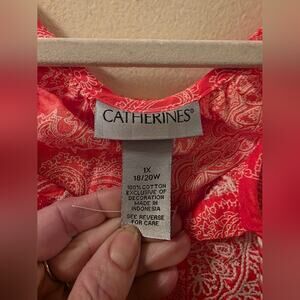 CATHERINES®
1X
18/20W
100% COTTON
EXCLUSIVE OF
DECORATION
MADE IN
INDONESIA
SEE REVERSE
FOR CARE